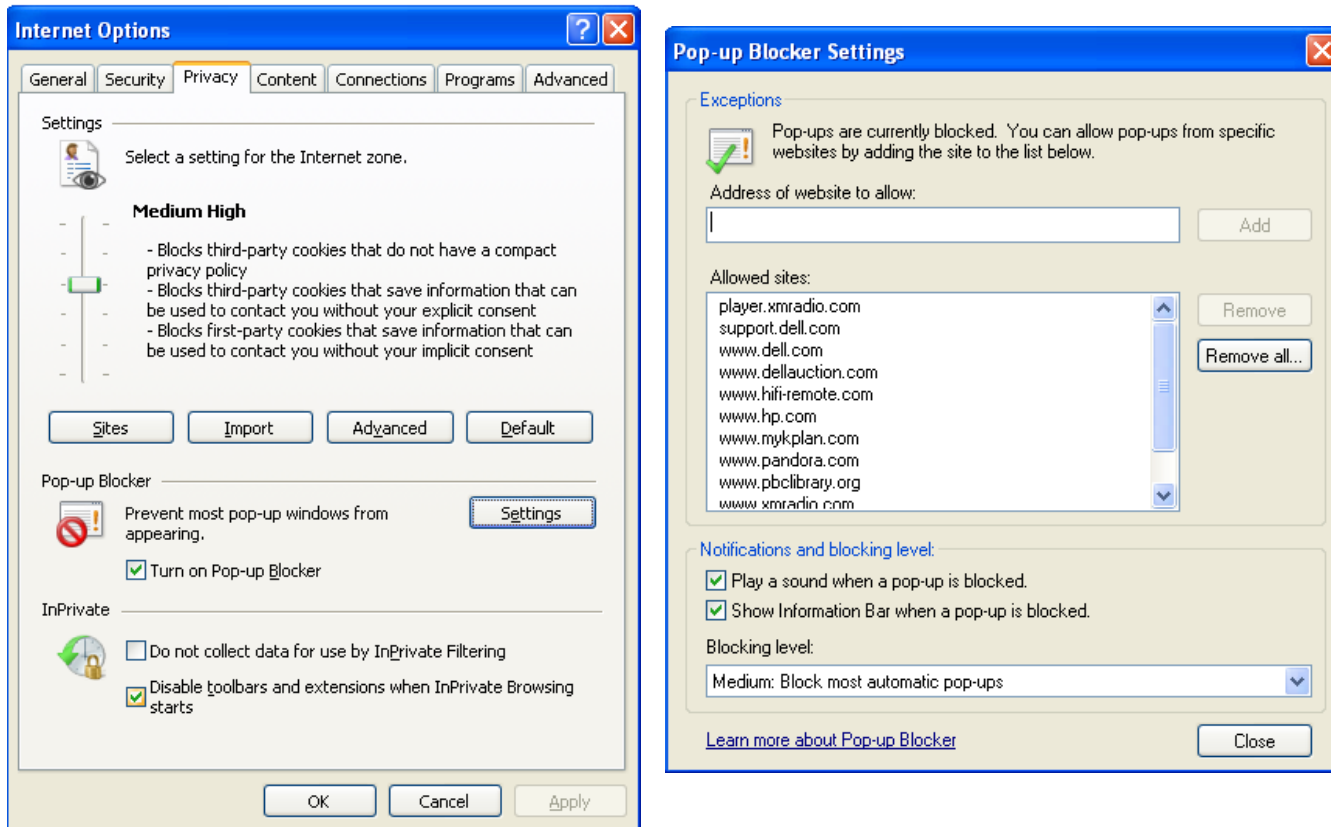 Internet Options
General Security Privacy Content Connections Programs Advanced
Settings
Select a setting for the Internet zone.
Medium High
- Blocks third-party cookies that do not have a compact
privacy policy
- Blocks third-party cookies that save information that can
be used to contact you without your explicit consent
- Blocks first-party cookies that save information that can
be used to contact you without your implicit consent
Sites Import Advanced Default
Pop-up Blocker
Prevent most pop-up windows from
appearing.
Settings
Turn on Pop-up Blocker
InPrivate
Do not collect data for use by InPrivate Filtering
Disable toolbars and extensions when InPrivate Browsing
starts
OK Cancel Apply
Pop-up Blocker Settings
Exceptions
Pop-ups are currently blocked. You can allow pop-ups from specific
websites by adding the site to the list below.
Address of website to allow:
Add
Allowed sites:
player.xmradio.com
support.dell.com
www.dell.com
www.dellauction.com
www.hifi-remote.com
www.hp.com
www.mykplan.com
www.pandora.com
www.pbclibrary.org
www.xmradio.com
Remove
Remove all...
Notifications and blocking level:
Play a sound when a pop-up is blocked.
Show Information Bar when a pop-up is blocked.
Blocking level:
Medium: Block most automatic pop-ups
Learn more about Pop-up Blocker
Close